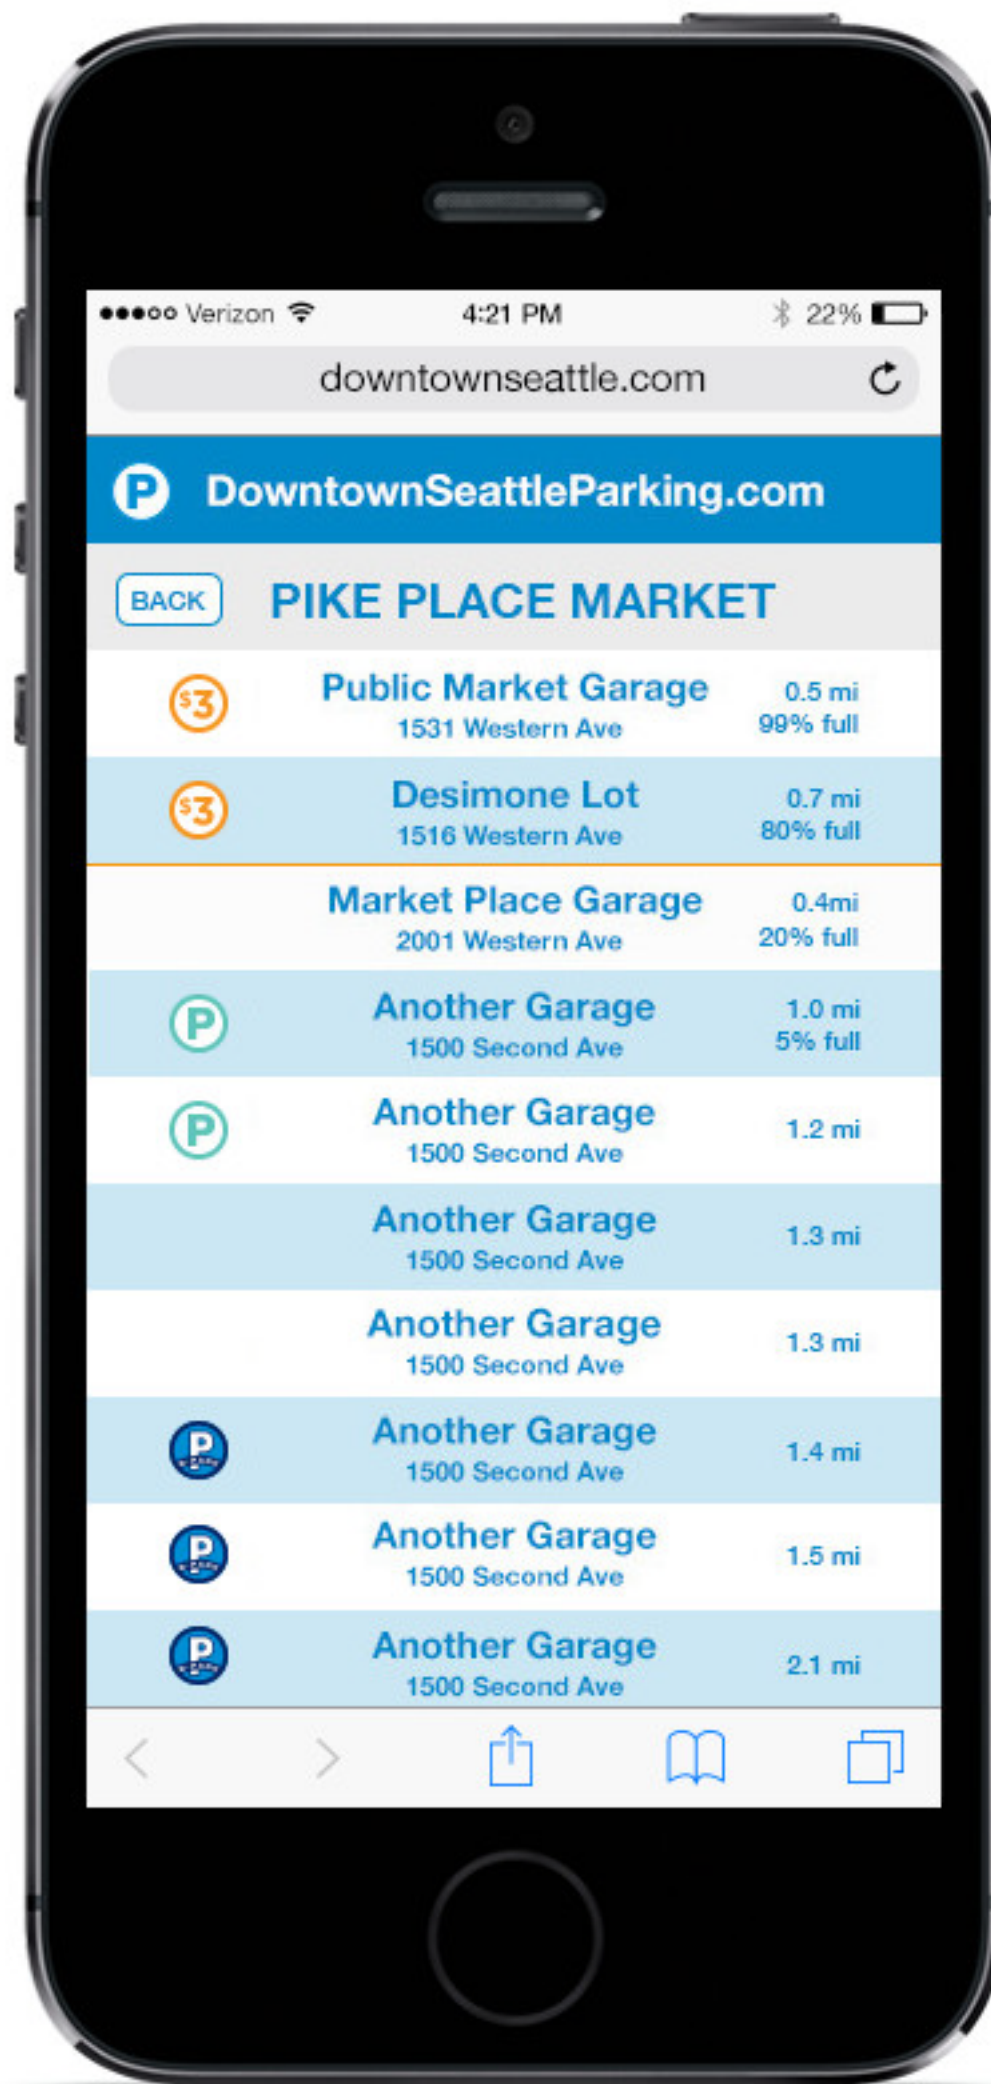 ●●●○○ Verizon 4:21 PM 22%
downtownseattle.com
P DowntownSeattleParking.com
BACK PIKE PLACE MARKET
$3 Public Market Garage 0.5 mi
1531 Western Ave 99% full
$3 Desimone Lot 0.7 mi
1516 Western Ave 80% full
Market Place Garage 0.4mi
2001 Western Ave 20% full
P Another Garage 1.0 mi
1500 Second Ave 5% full
P Another Garage 1.2 mi
1500 Second Ave
Another Garage 1.3 mi
1500 Second Ave
Another Garage 1.3 mi
1500 Second Ave
P Another Garage 1.4 mi
1500 Second Ave
P Another Garage 1.5 mi
1500 Second Ave
P Another Garage 2.1 mi
1500 Second Ave